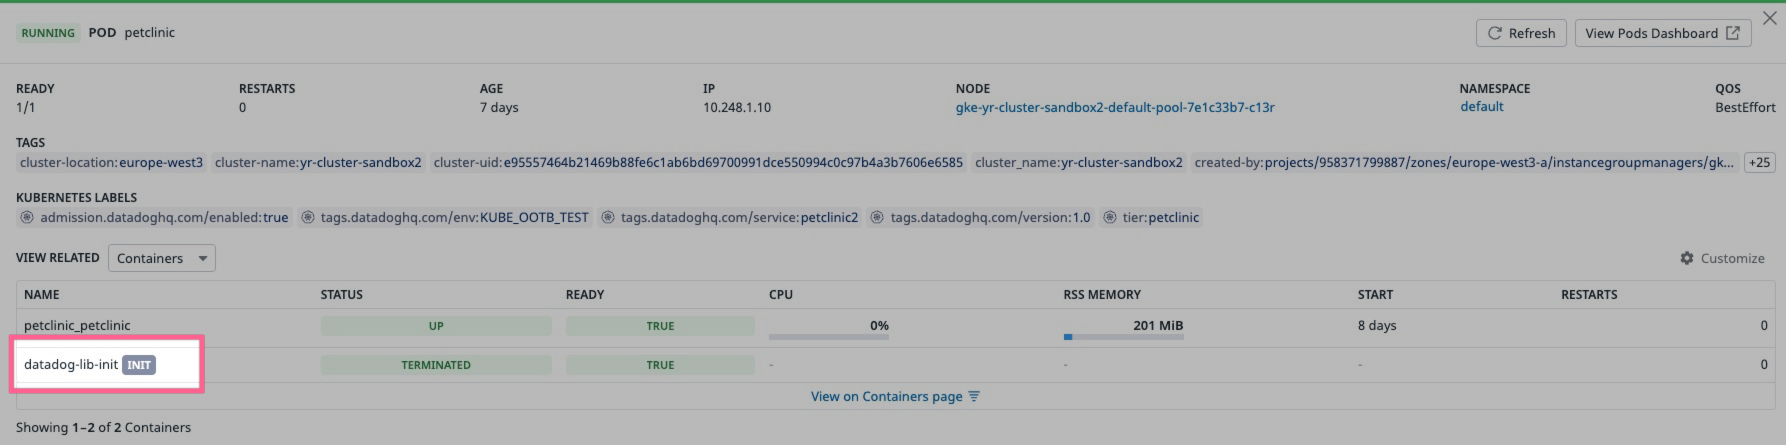 RUNNING POD petclinic Refresh View Pods Dashboard
READY RESTARTS AGE IP NODE NAMESPACE QOS
1/1 0 7 days 10.248.1.10 gke-yr-cluster-sandbox2-default-pool-7e1c33b7-c13r default BestEffort
TAGS
cluster-location:europe-west3 cluster-name:yr-cluster-sandbox2 cluster-uid:e95557464b21469b88fe6c1ab6bd69700991dce550994c0c97b4a3b7606e6585 cluster_name:yr-cluster-sandbox2 created-by:projects/958371799887/zones/europe-west3-a/instancegroupmanagers/gk... +25
KUBERNETES LABELS
admission.datadoghq.com/enabled:true tags.datadoghq.com/env:KUBE_OOTB_TEST tags.datadoghq.com/service:petclinic2 tags.datadoghq.com/version:1.0 tier:petclinic
VIEW RELATED Containers Customize
NAME STATUS READY CPU RSS MEMORY START RESTARTS
petclinic_petclinic UP TRUE 0% 201 MiB 8 days 0
datadog-lib-init INIT TERMINATED TRUE - - - 0
View on Containers page
Showing 1–2 of 2 Containers